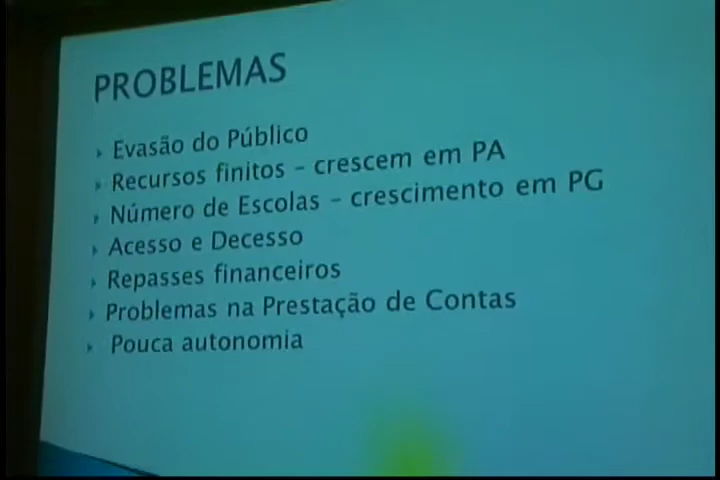 PROBLEMAS
Evasão do Público
Recursos finitos - crescem em PA
Número de Escolas - crescimento em PG
Acesso e Decesso
Repasses financeiros
Problemas na Prestação de Contas
Pouca autonomia